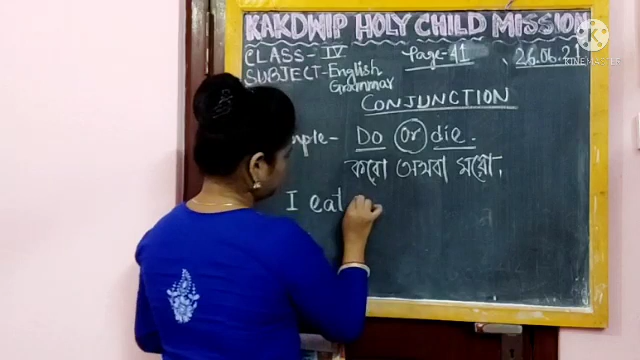 KAKDWIP HOLY CHILD MISSION
CLASS- IV Page-41 26.06.21
SUBJECT-English
Grammar
CONJUNCTION
mple- Do or die.
করো অথবা মরো.
I eat
KINEMASTER